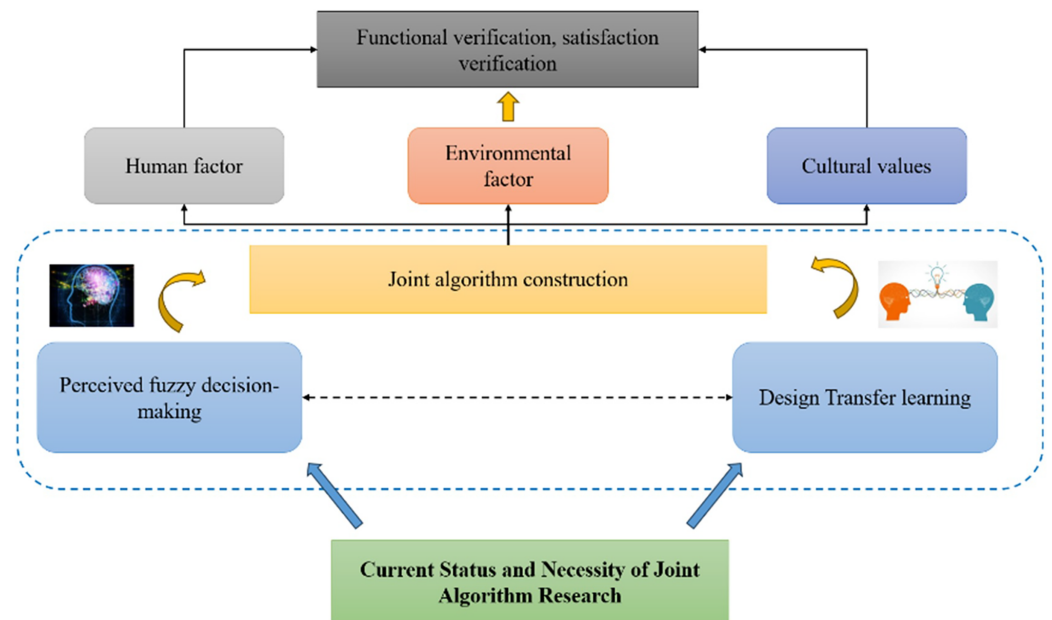 Functional verification, satisfaction
verification
Human factor
Environmental
factor
Cultural values
Joint algorithm construction
Perceived fuzzy decision-
making
Design Transfer learning
Current Status and Necessity of Joint
Algorithm Research